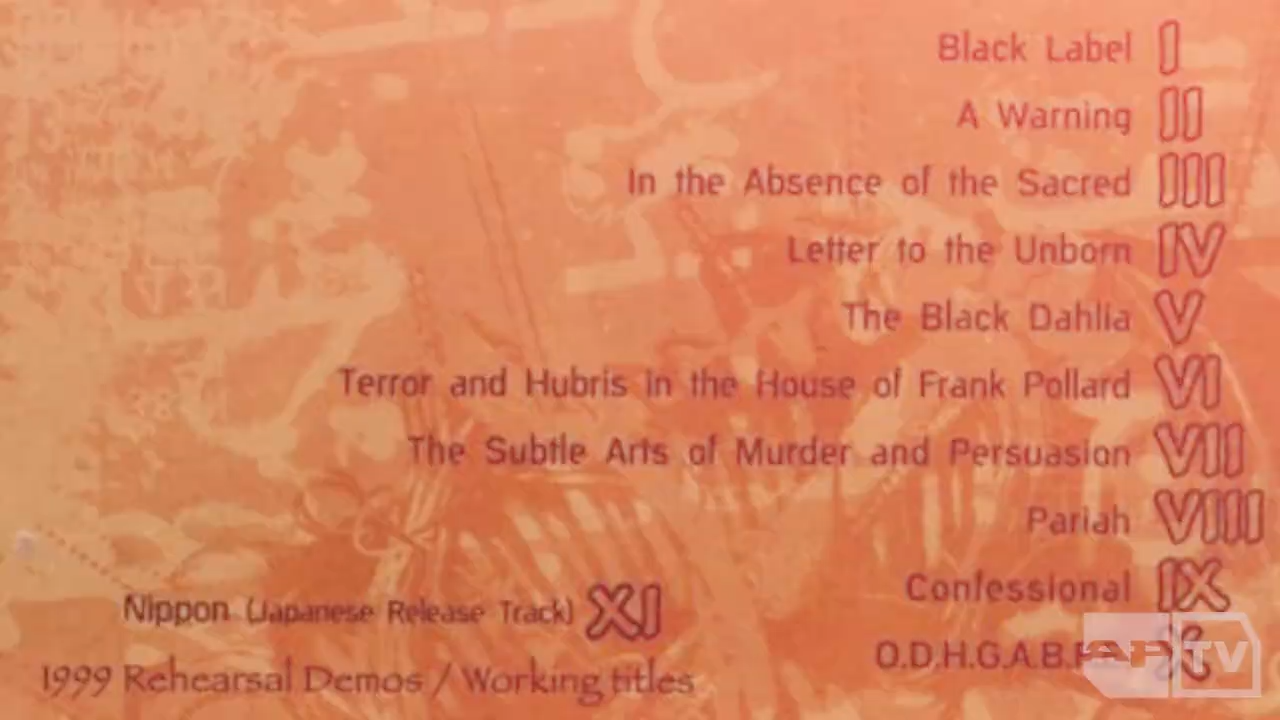 Black Label I
A Warning II
In the Absence of the Sacred III
Letter to the Unborn IV
The Black Dahlia V
Terror and Hubris in the House of Frank Pollard VI
The Subtle Arts of Murder and Persuasion VII
Pariah VIII
Confessional IX
O.D.H.G.A.B. X
Nippon (Japanese Release Track) XI
1999 Rehearsal Demos / Working titles
AP TV